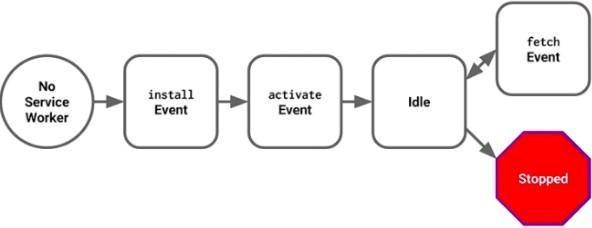 No
Service
Worker
install
Event
activate
Event
Idle
fetch
Event
Stopped